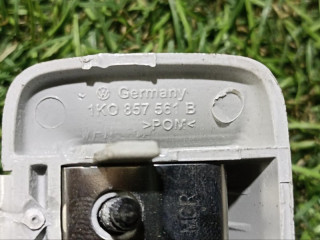 Germany
1K0 857 561 B
>POM<
MCR